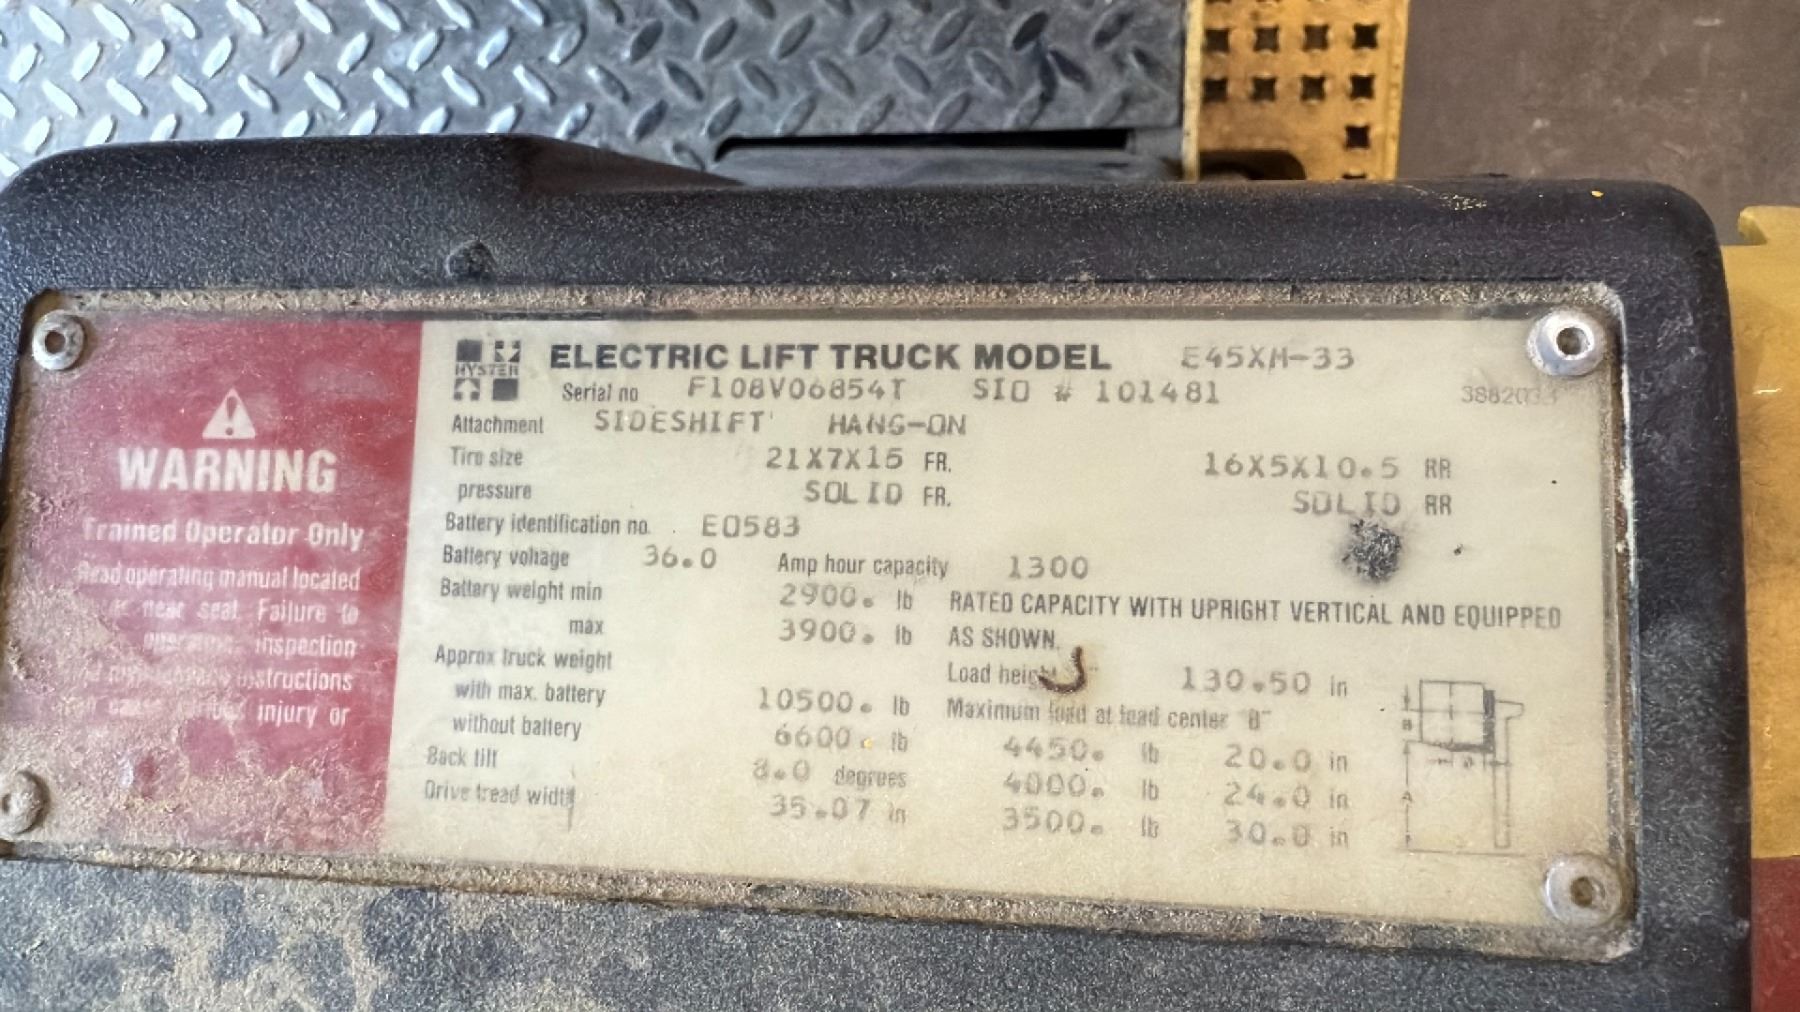 WARNING
Trained Operator Only
Read operating manual located
near seat. Failure to
inspection
instructions
injury or
HYSTER
ELECTRIC LIFT TRUCK MODEL E45XM-33
Serial no F108V06854T SIO # 101481
Attachment SIDESHIFT' HANG-ON
Tire size 21X7X15 FR. 16X5X10.5 RR
pressure SOLID FR. SOLID RR
Battery identification no. EO583
Battery voltage 36.0 Amp hour capacity 1300
Battery weight min 2900. lb RATED CAPACITY WITH UPRIGHT VERTICAL AND EQUIPPED
max 3900. lb AS SHOWN.
Approx truck weight Load height 130.50 in
with max. battery 10500. lb Maximum load at load center "B"
without battery 6600. lb 4450. lb 20.0 in
Back tilt 8.0 degrees 4000. lb 24.0 in
Drive tread width 35.07 in 3500. lb 30.0 in
B
D
A